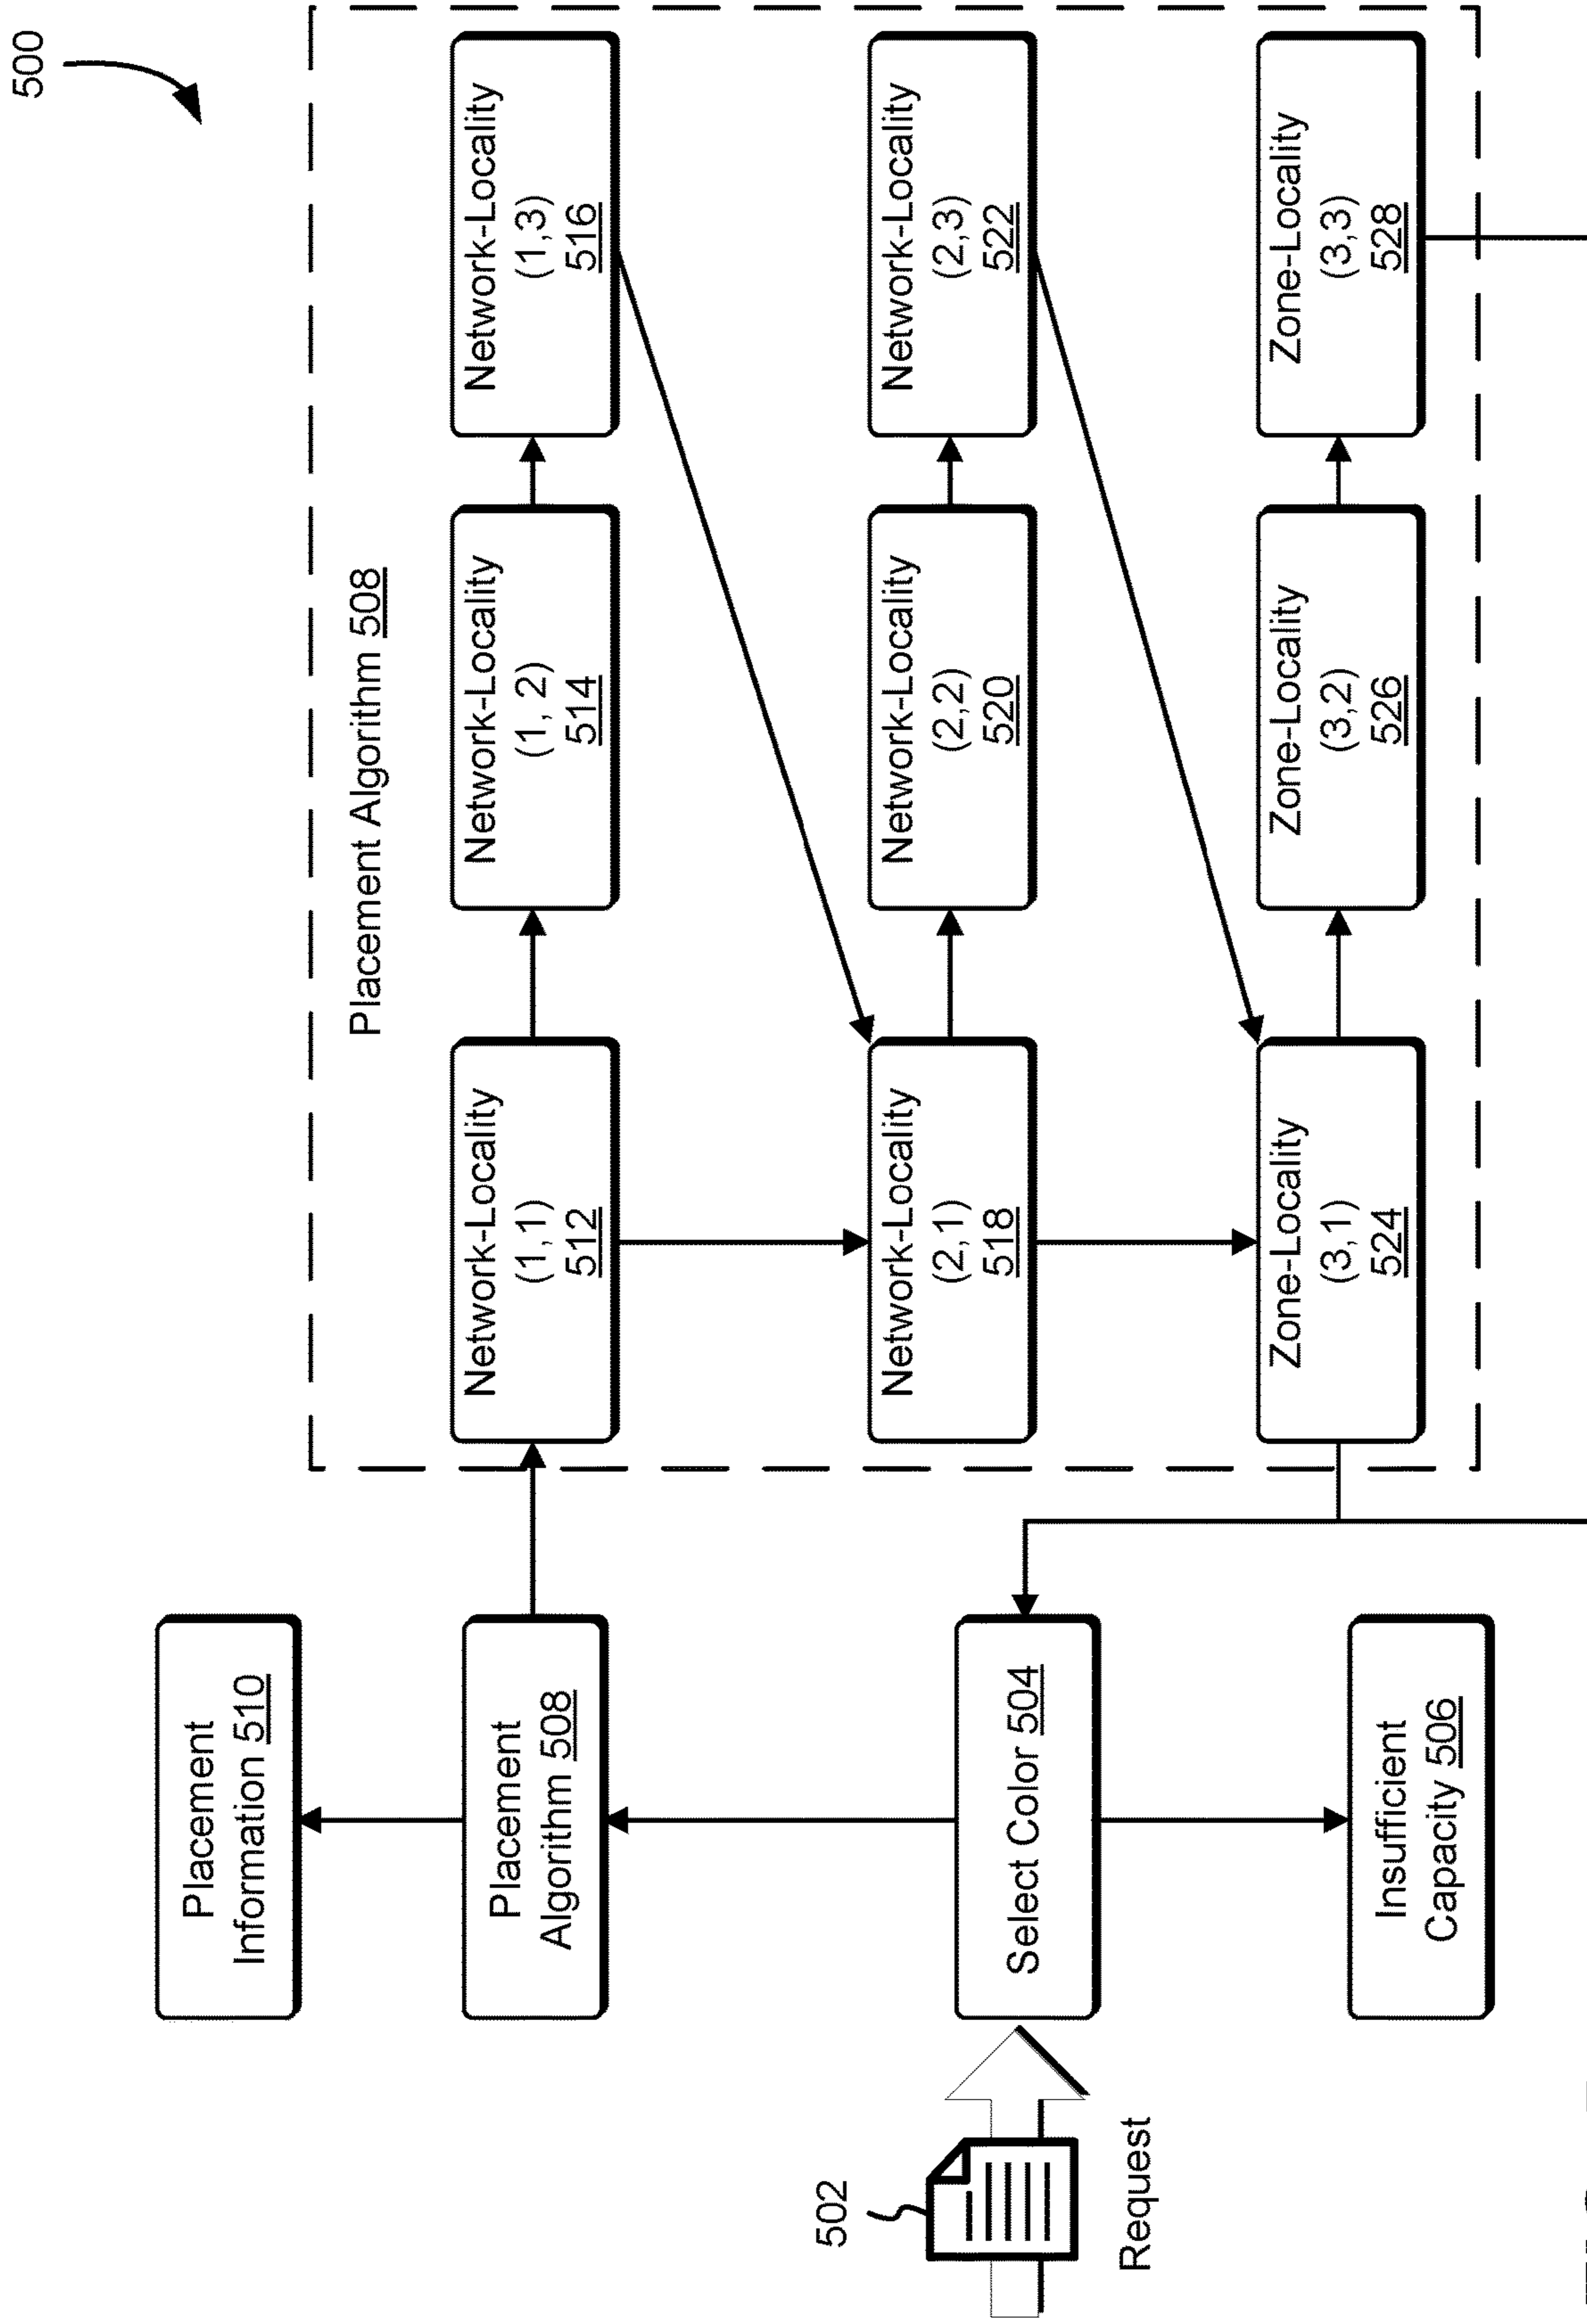 500
Placement
Information 510
Placement
Algorithm 508
Select Color 504
Insufficient
Capacity 506
502
Request
Placement Algorithm 508
Network-Locality
(1,1)
512
Network-Locality
(1, 2)
514
Network-Locality
(1,3)
516
Network-Locality
(2,1)
518
Network-Locality
(2,2)
520
Network-Locality
(2,3)
522
Zone-Locality
(3,1)
524
Zone-Locality
(3,2)
526
Zone-Locality
(3,3)
528